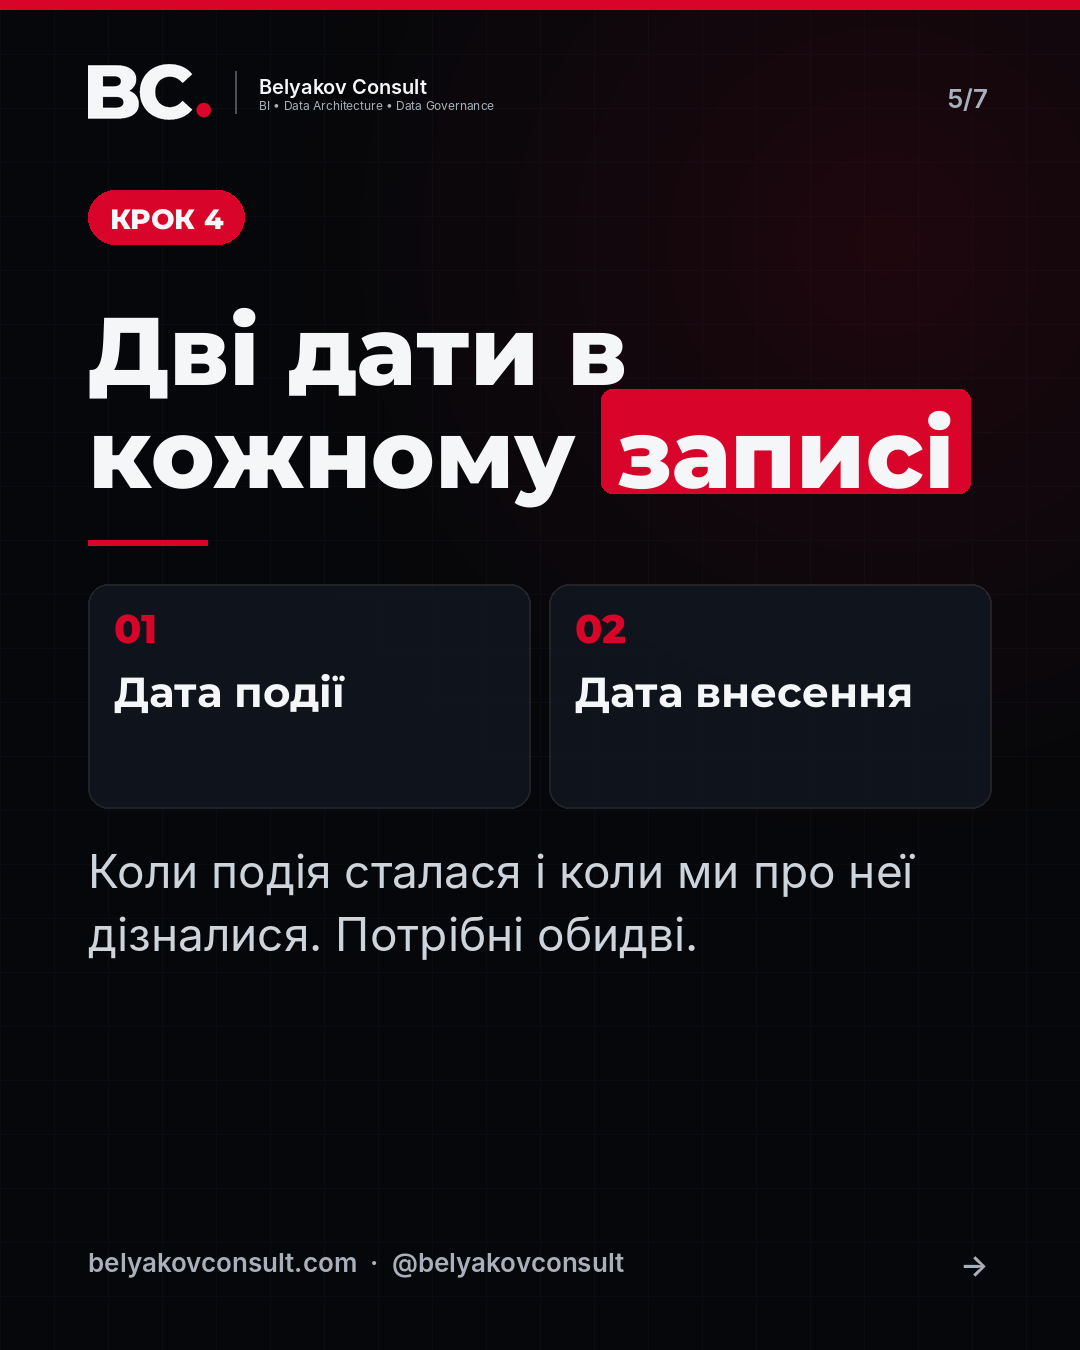 BC.
Belyakov Consult
BI • Data Architecture • Data Governance
5/7
КРОК 4
Дві дати в
кожному записі
01
Дата події
02
Дата внесення
Коли подія сталася і коли ми про неї
дізналися. Потрібні обидві.
belyakovconsult.com · @belyakovconsult
→